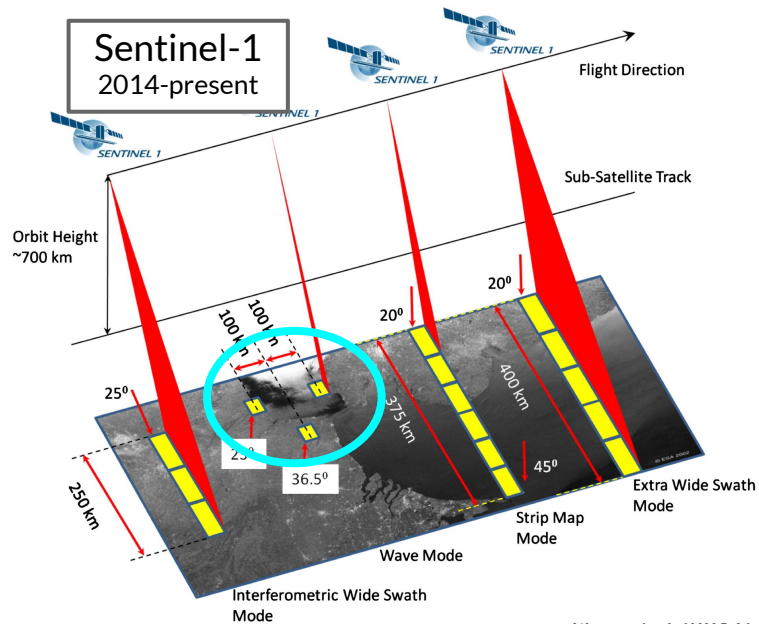 Sentinel-1
2014-present
SENTINEL 1
SENTINEL 1
SENTINEL 1
SENTINEL 1
Flight Direction
Sub-Satellite Track
Orbit Height
~700 km
100 km
100 km
20⁰
20⁰
25⁰
250 km
375 km
400 km
36.5⁰
45⁰
© ESA 2002
Extra Wide Swath
Mode
Strip Map
Mode
Wave Mode
Interferometric Wide Swath
Mode